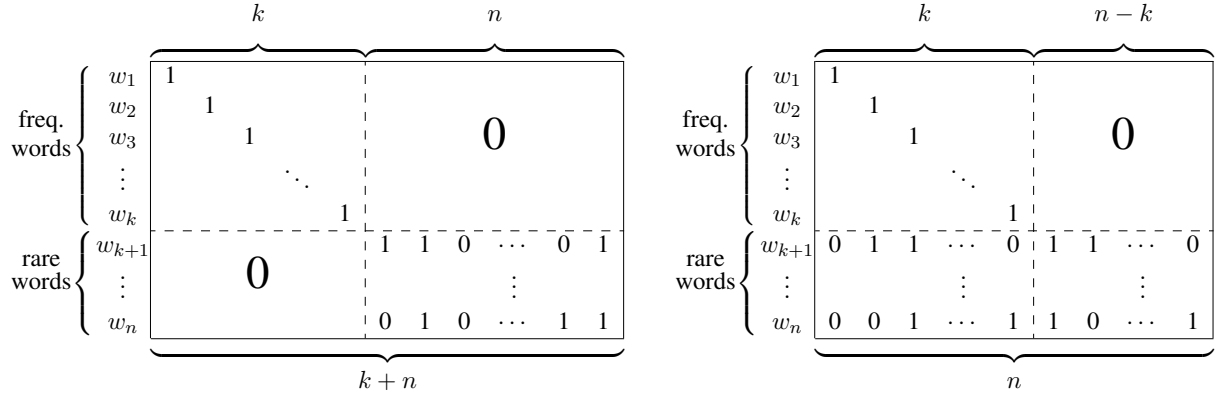 k n
freq. words
w₁ 1
w₂ 1
w₃ 1
⋮ ⋱
wₖ 1
0
rare words
wₖ₊₁ 1 1 0 ⋯ 0 1
⋮ ⋮
wₙ 0 1 0 ⋯ 1 1
0
k + n
k n − k
freq. words
w₁ 1
w₂ 1
w₃ 1
⋮ ⋱
wₖ 1
0
rare words
wₖ₊₁ 0 1 1 ⋯ 0 1 1 ⋯ 0
⋮ ⋮ ⋮
wₙ 0 0 1 ⋯ 1 1 0 ⋯ 1
n